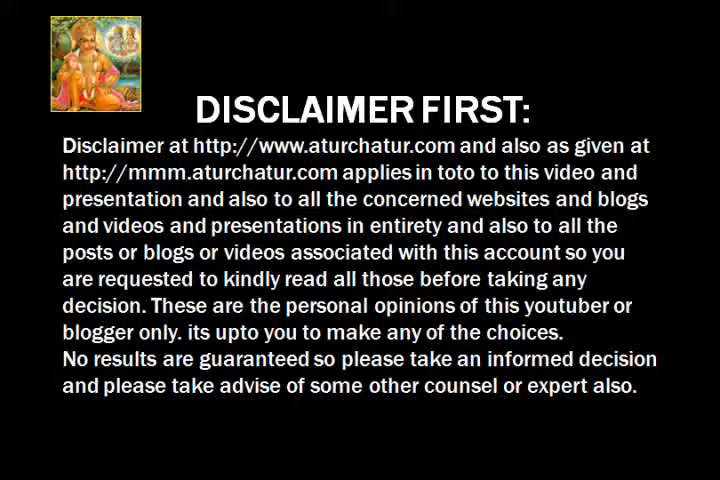 DISCLAIMER FIRST:
Disclaimer at http://www.aturchatur.com and also as given at
http://mmm.aturchatur.com applies in toto to this video and
presentation and also to all the concerned websites and blogs
and videos and presentations in entirety and also to all the
posts or blogs or videos associated with this account so you
are requested to kindly read all those before taking any
decision. These are the personal opinions of this youtuber or
blogger only. its upto you to make any of the choices.
No results are guaranteed so please take an informed decision
and please take advise of some other counsel or expert also.